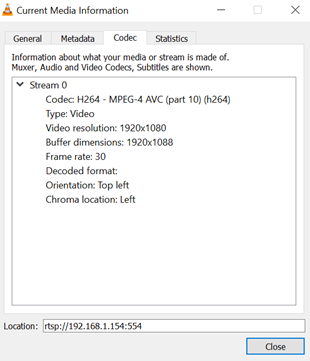 Current Media Information
General Metadata Codec Statistics
Information about what your media or stream is made of.
Muxer, Audio and Video Codecs, Subtitles are shown.
Stream 0
Codec: H264 - MPEG-4 AVC (part 10) (h264)
Type: Video
Video resolution: 1920x1080
Buffer dimensions: 1920x1088
Frame rate: 30
Decoded format:
Orientation: Top left
Chroma location: Left
Location: rtsp://192.168.1.154:554
Close